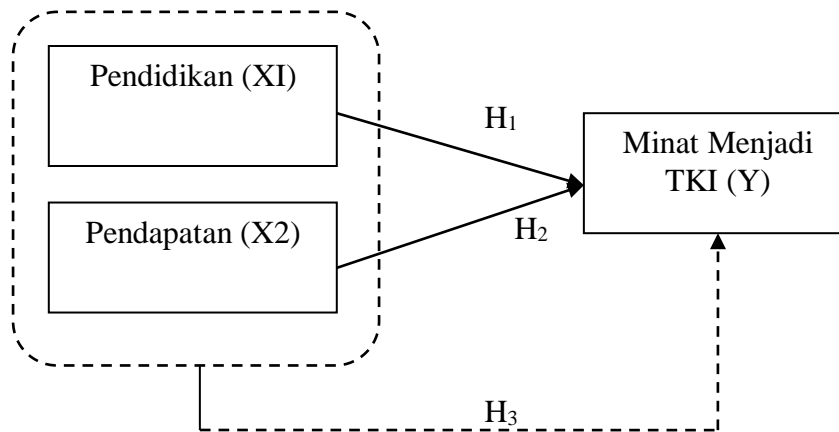 Pendidikan (XI)
H₁
Minat Menjadi
TKI (Y)
Pendapatan (X2)
H₂
H₃